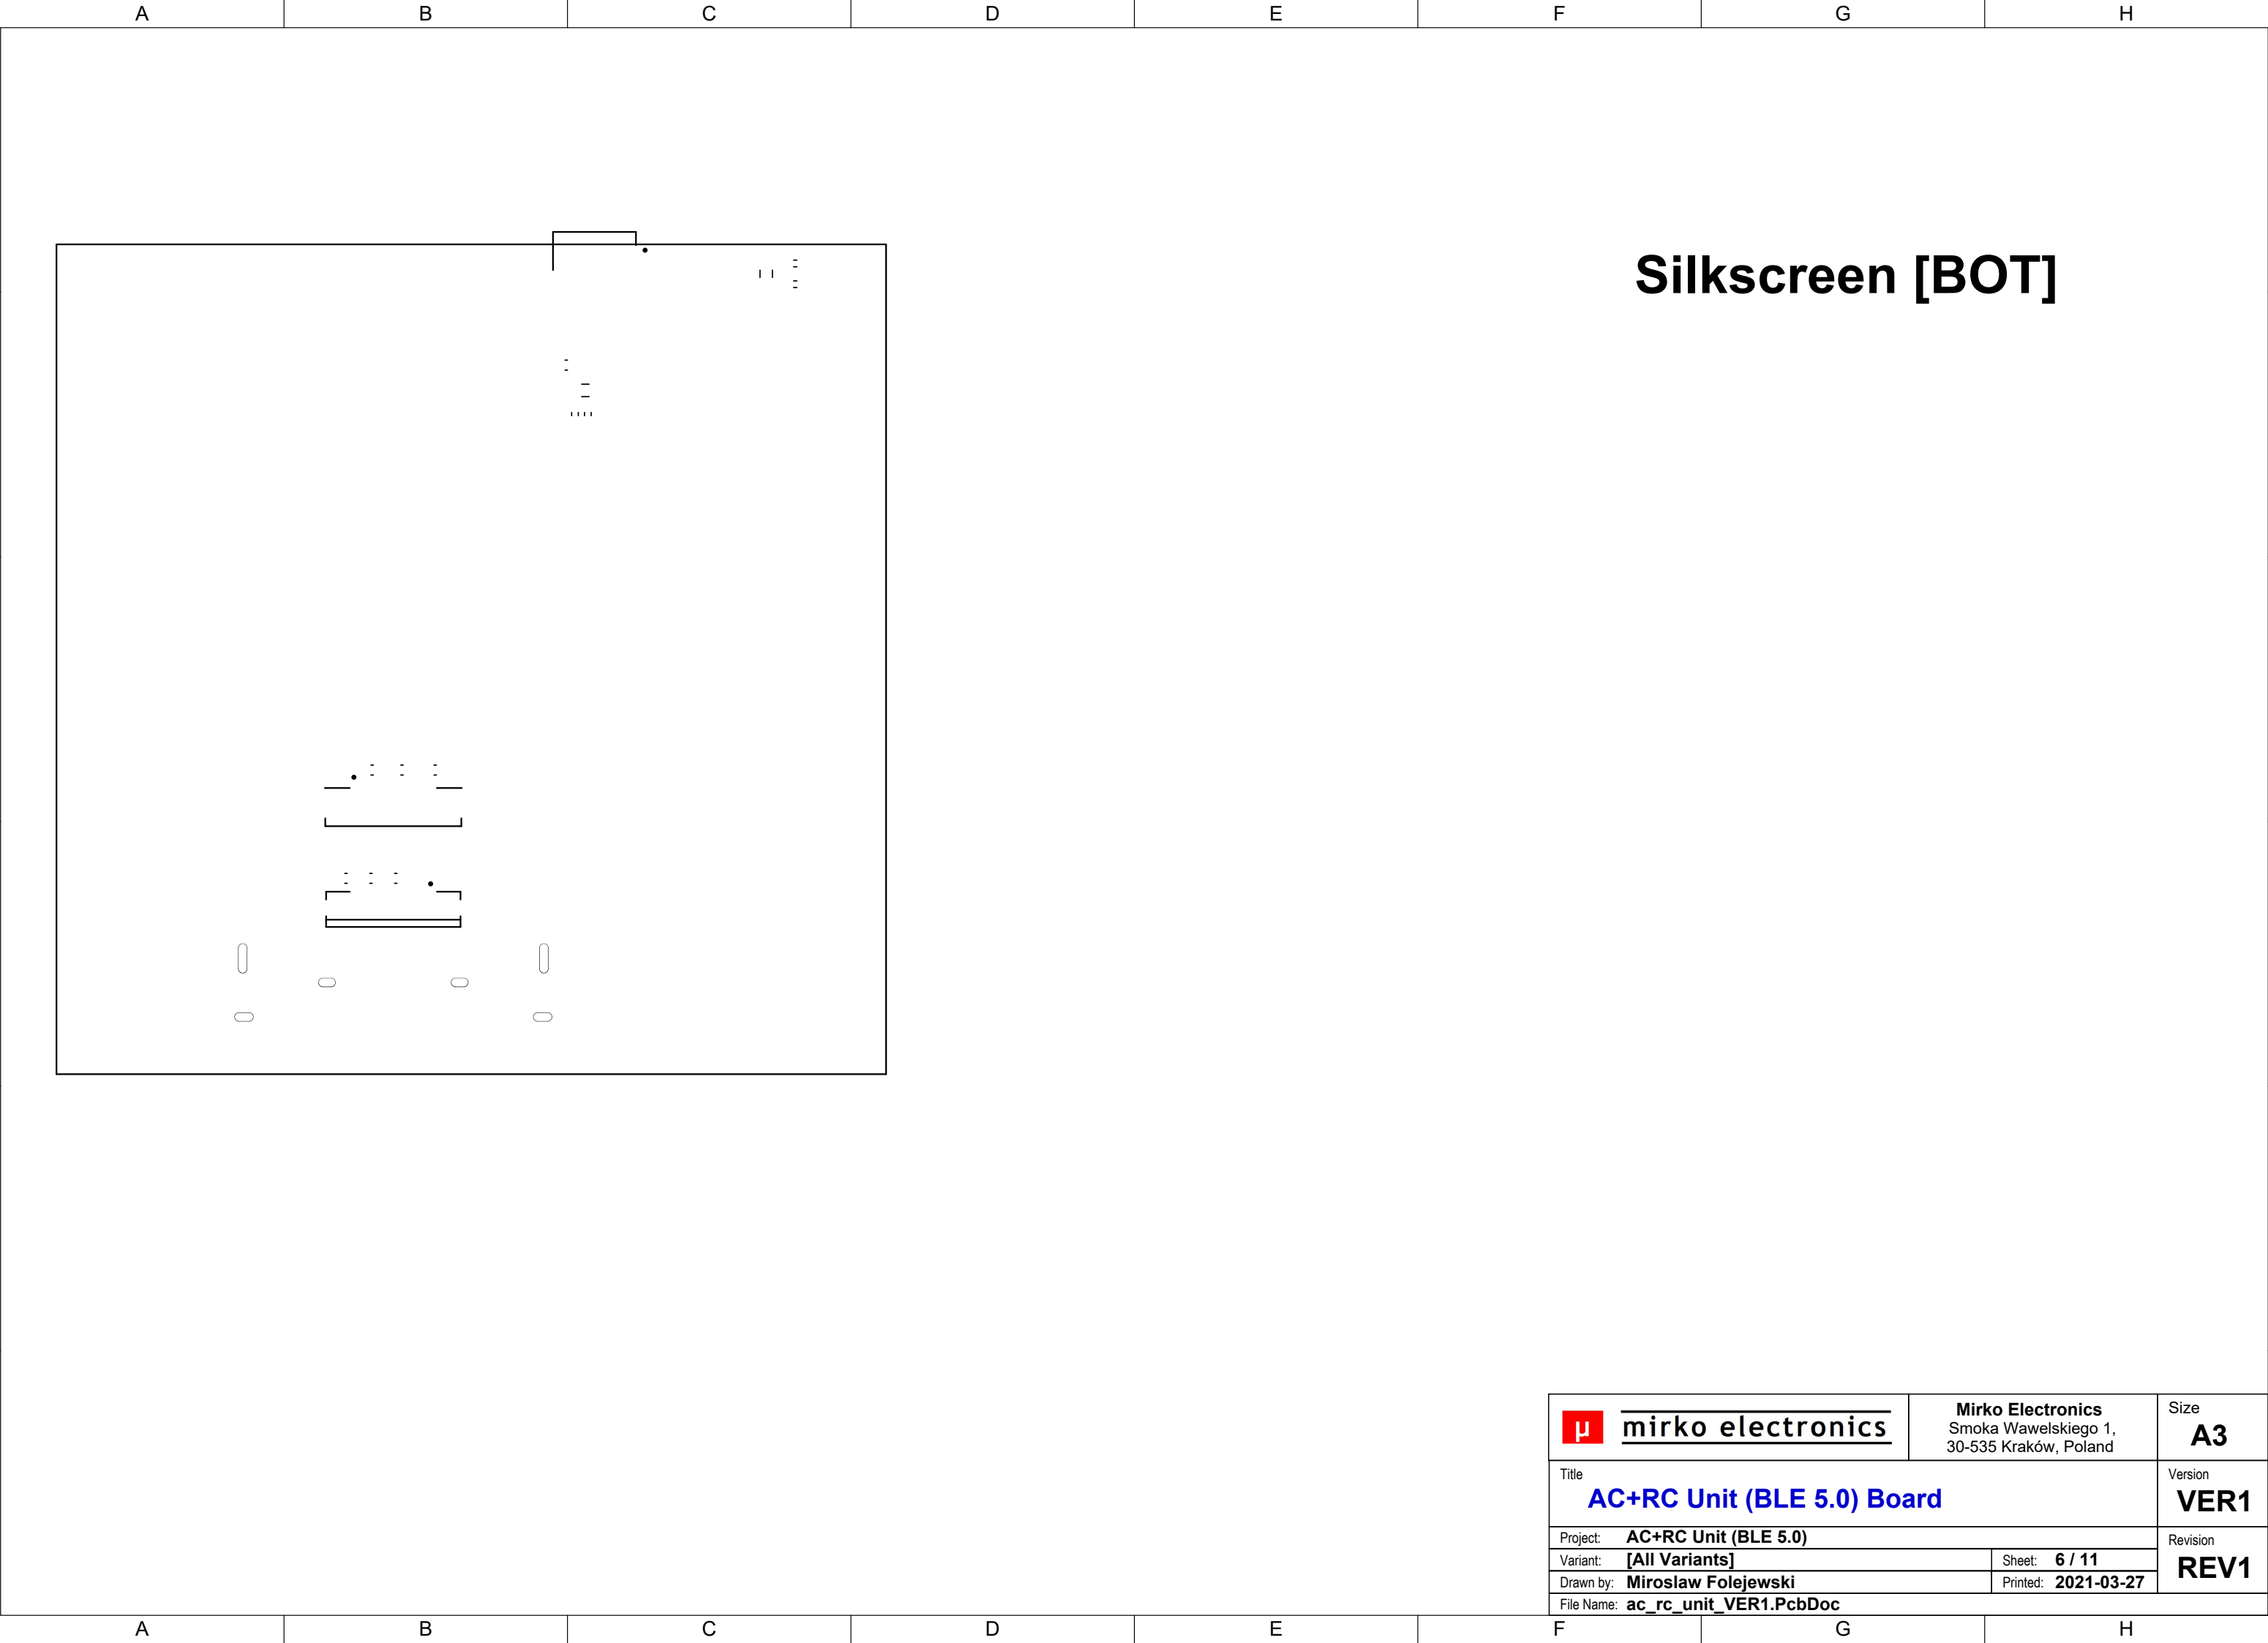 A B C D E F G H
Silkscreen [BOT]
µ mirko electronics
Mirko Electronics
Smoka Wawelskiego 1,
30-535 Kraków, Poland
Size
A3
Title
AC+RC Unit (BLE 5.0) Board
Version
VER1
Project: AC+RC Unit (BLE 5.0)
Revision
REV1
Variant: [All Variants]
Sheet: 6 / 11
Drawn by: Miroslaw Folejewski
Printed: 2021-03-27
File Name: ac_rc_unit_VER1.PcbDoc
A B C D E F G H